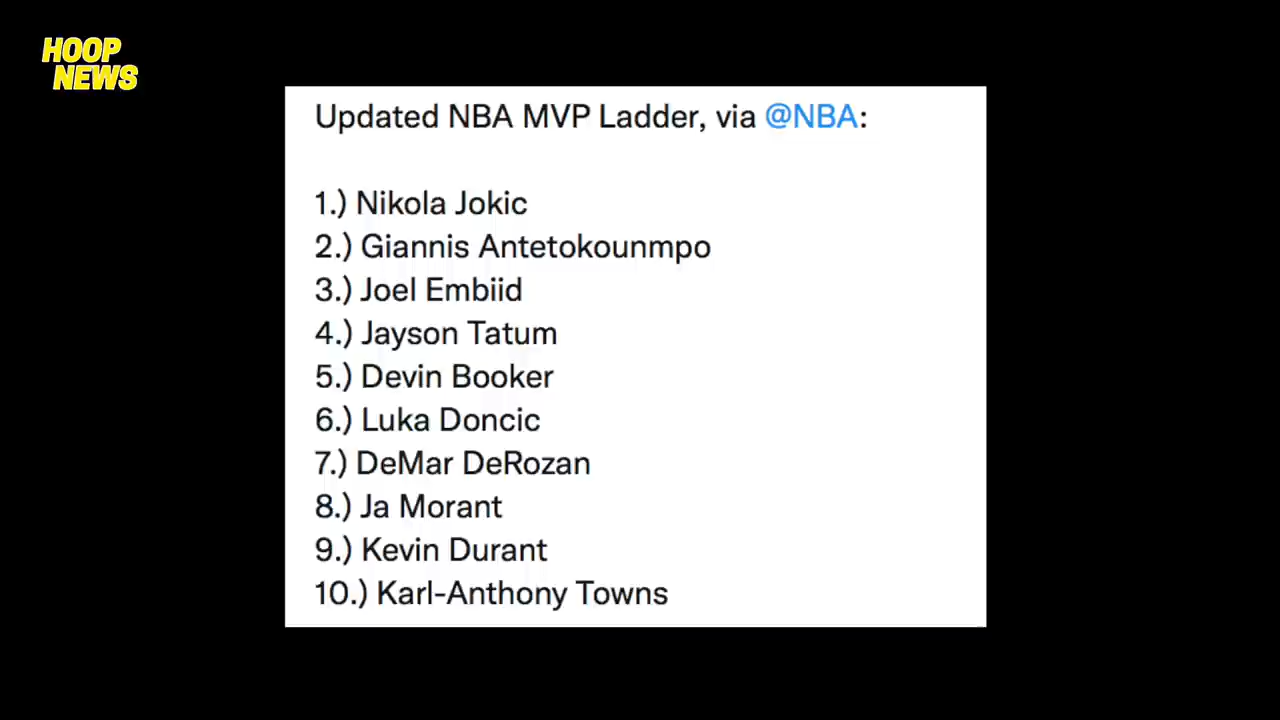 HOOP
NEWS
Updated NBA MVP Ladder, via @NBA:
1.) Nikola Jokic
2.) Giannis Antetokounmpo
3.) Joel Embiid
4.) Jayson Tatum
5.) Devin Booker
6.) Luka Doncic
7.) DeMar DeRozan
8.) Ja Morant
9.) Kevin Durant
10.) Karl-Anthony Towns